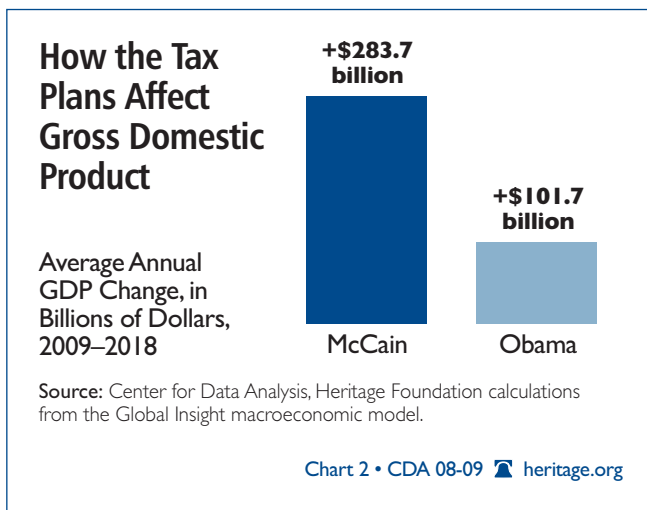 How the Tax
Plans Affect
Gross Domestic
Product
Average Annual
GDP Change, in
Billions of Dollars,
2009–2018
+$283.7
billion
McCain
+$101.7
billion
Obama
Source: Center for Data Analysis, Heritage Foundation calculations
from the Global Insight macroeconomic model.
Chart 2 • CDA 08-09 heritage.org